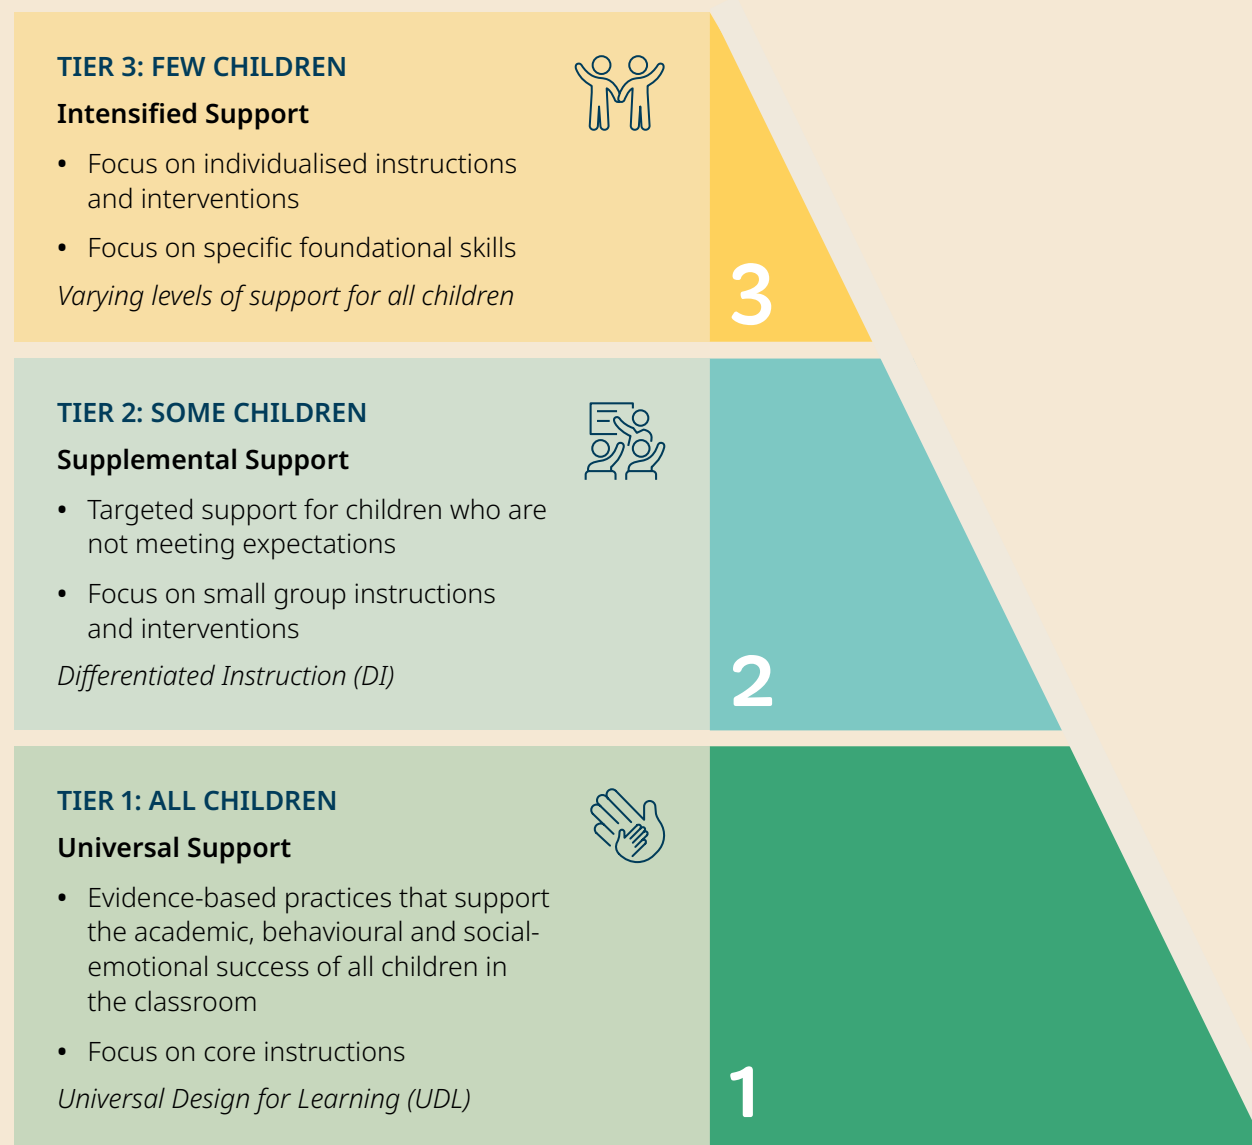 TIER 3: FEW CHILDREN
Intensified Support
• Focus on individualised instructions
and interventions
• Focus on specific foundational skills
Varying levels of support for all children
3
TIER 2: SOME CHILDREN
Supplemental Support
• Targeted support for children who are
not meeting expectations
• Focus on small group instructions
and interventions
Differentiated Instruction (DI)
2
TIER 1: ALL CHILDREN
Universal Support
• Evidence-based practices that support
the academic, behavioural and social-
emotional success of all children in
the classroom
• Focus on core instructions
Universal Design for Learning (UDL)
1